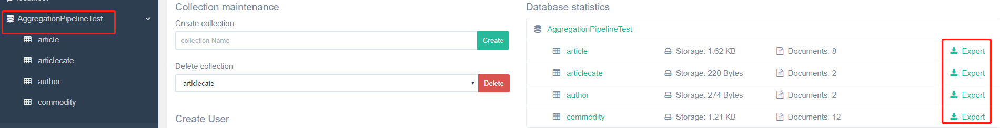 localhost
AggregationPipelineTest
article
articlecate
author
commodity
Collection maintenance
Create collection
collection Name
Create
Delete collection
articlecate
Delete
Create User
Database statistics
AggregationPipelineTest
article Storage: 1.62 KB Documents: 8 Export
articlecate Storage: 220 Bytes Documents: 2 Export
author Storage: 274 Bytes Documents: 2 Export
commodity Storage: 1.21 KB Documents: 12 Export